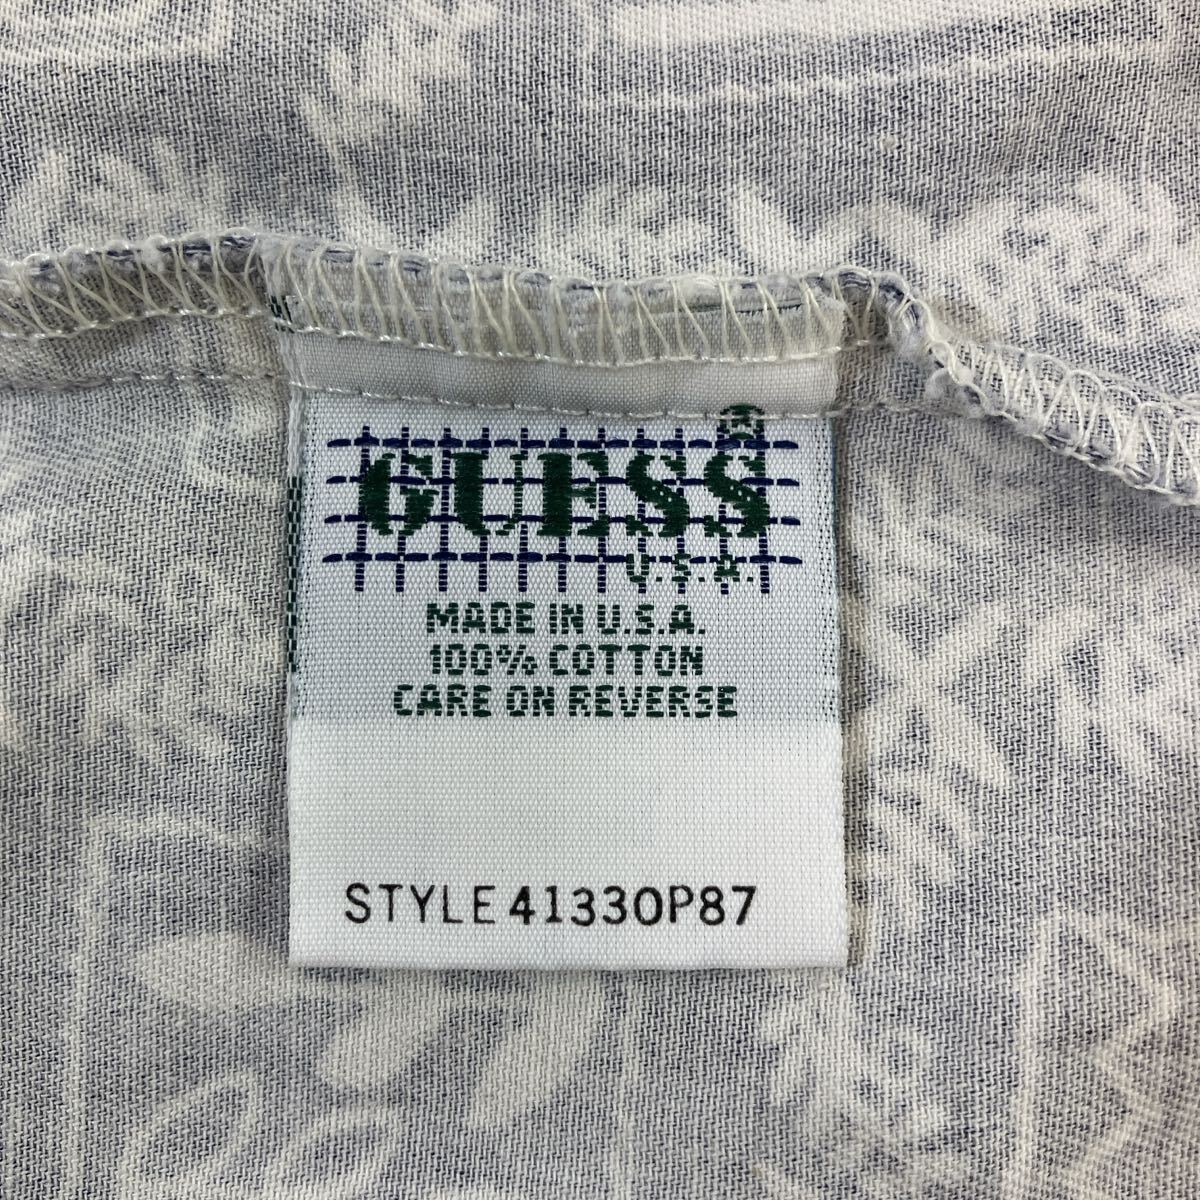 GUESS®
U.S.A.
MADE IN U.S.A.
100% COTTON
CARE ON REVERSE
STYLE 41330P87